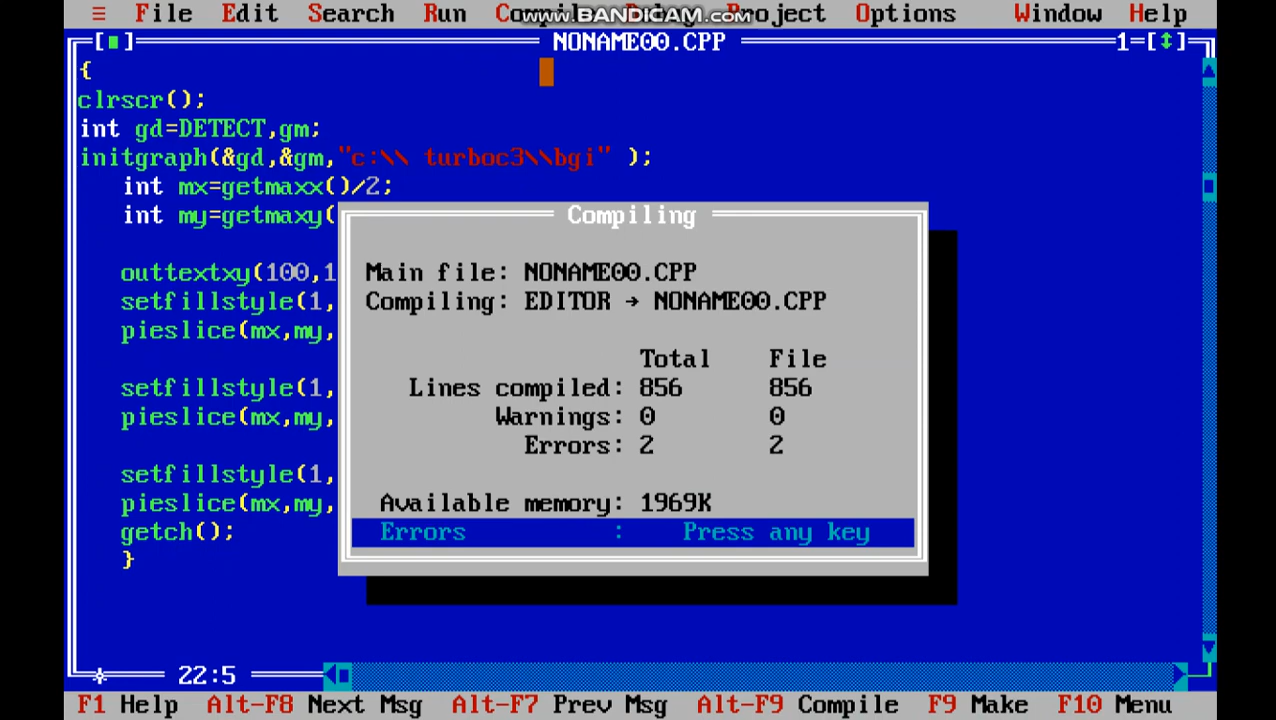 ≡ File Edit Search Run Compile Debug Project Options Window Help
www.BANDICAM.com
[■] NONAME00.CPP 1=[↕]
{
clrscr();
int gd=DETECT,gm;
initgraph(&gd,&gm,"c:\\ turboc3\\bgi" );
int mx=getmaxx()/2;
int my=getmaxy(
outtextxy(100,1
setfillstyle(1,
pieslice(mx,my,
setfillstyle(1,
pieslice(mx,my,
setfillstyle(1,
pieslice(mx,my,
getch();
}
Compiling
Main file: NONAME00.CPP
Compiling: EDITOR → NONAME00.CPP
Total File
Lines compiled: 856 856
Warnings: 0 0
Errors: 2 2
Available memory: 1969K
Errors : Press any key
22:5
F1 Help Alt-F8 Next Msg Alt-F7 Prev Msg Alt-F9 Compile F9 Make F10 Menu